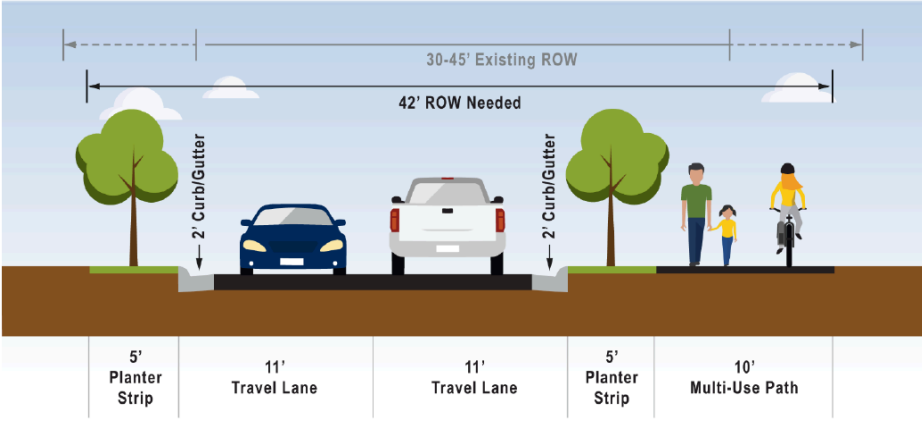 30-45’ Existing ROW
42’ ROW Needed
2’ Curb/Gutter
2’ Curb/Gutter
5’
Planter
Strip
11’
Travel Lane
11’
Travel Lane
5’
Planter
Strip
10’
Multi-Use Path